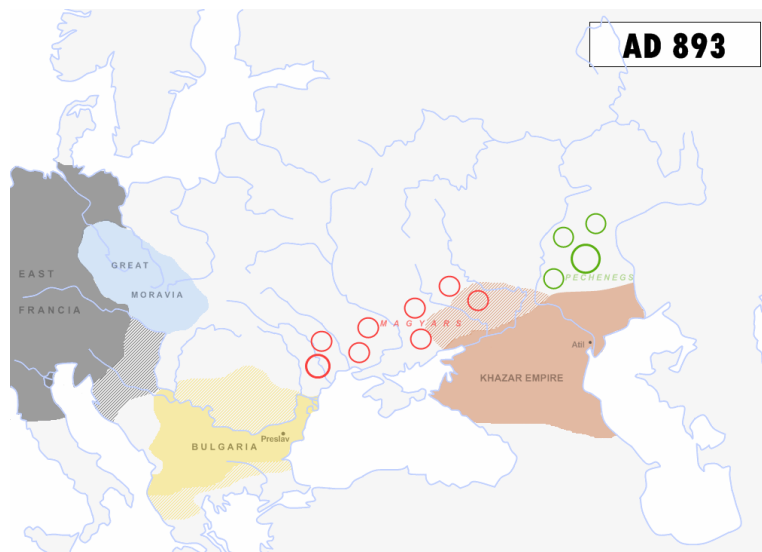 AD 893
EAST
FRANCIA
GREAT
MORAVIA
MAGYARS
PECHENEGS
Atil
KHAZAR EMPIRE
BULGARIA
Preslav